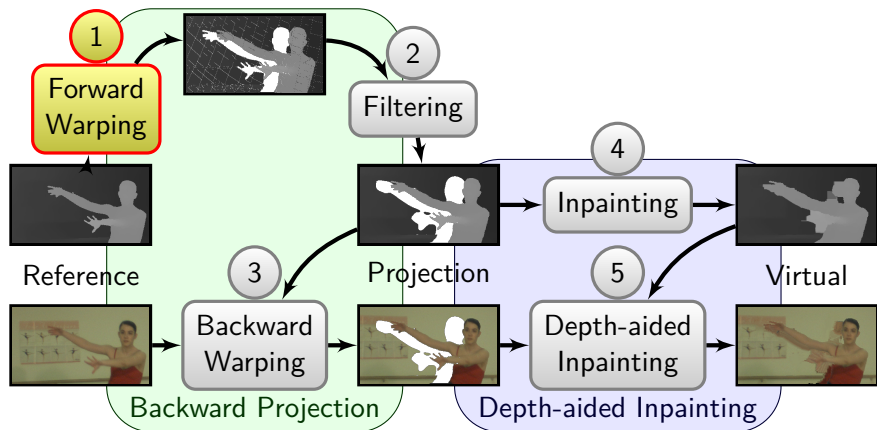 1
Forward
Warping
2
Filtering
4
Inpainting
Reference
3
Projection
5
Virtual
Backward
Warping
Depth-aided
Inpainting
Backward Projection
Depth-aided Inpainting